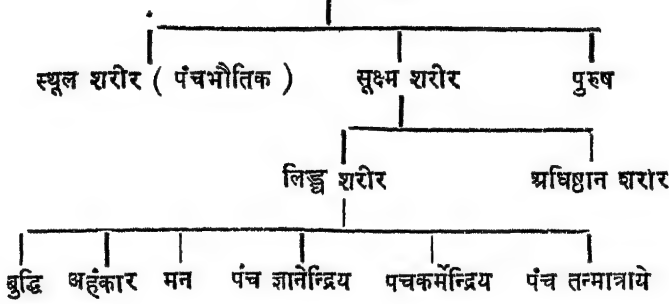 स्थूल शरीर ( पंचभौतिक ) सूक्ष्म शरीर पुरुष
लिङ्ग शरीर अधिष्ठान शरीर
बुद्धि अहंकार मन पंच ज्ञानेन्द्रिय पचकर्मेन्द्रिय पंच तन्मात्राये